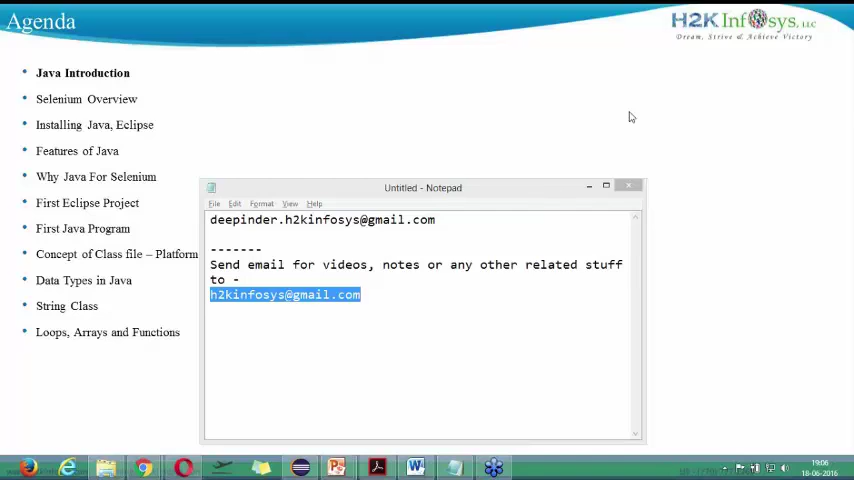 Agenda
H2K Infosys, LLC
Dream, Strive & Achieve Victory
• Java Introduction
• Selenium Overview
• Installing Java, Eclipse
• Features of Java
• Why Java For Selenium
• First Eclipse Project
• First Java Program
• Concept of Class file – Platform
• Data Types in Java
• String Class
• Loops, Arrays and Functions
Untitled - Notepad
File Edit Format View Help
deepinder.h2kinfosys@gmail.com
-------
Send email for videos, notes or any other related stuff
to -
h2kinfosys@gmail.com
19:06
18-06-2016